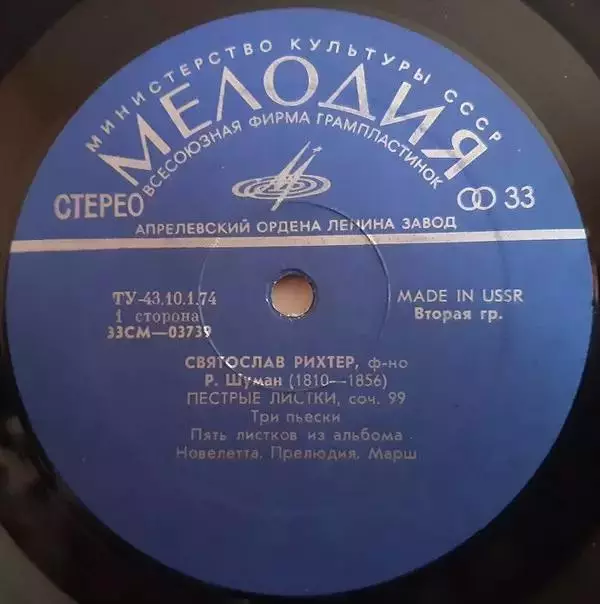 МИНИСТЕРСТВО КУЛЬТУРЫ СССР
МЕЛОДИЯ
ВСЕСОЮЗНАЯ ФИРМА ГРАМПЛАСТИНОК
СТЕРЕО
33
АПРЕЛЕВСКИЙ ОРДЕНА ЛЕНИНА ЗАВОД
ТУ-43.10.1.74
1 сторона
33СМ—03739
MADE IN USSR
Вторая гр.
СВЯТОСЛАВ РИХТЕР, ф-но
Р. Шуман (1810—1856)
ПЕСТРЫЕ ЛИСТКИ, соч. 99
Три пьески
Пять листков из альбома
Новелетта. Прелюдия. Марш